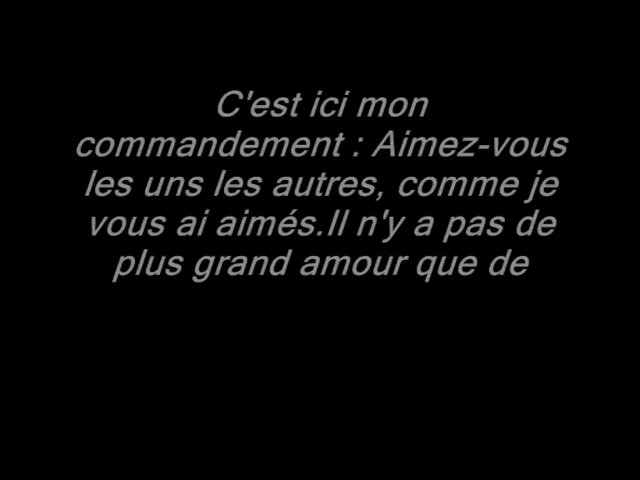 C'est ici mon
commandement : Aimez-vous
les uns les autres, comme je
vous ai aimés.Il n'y a pas de
plus grand amour que de